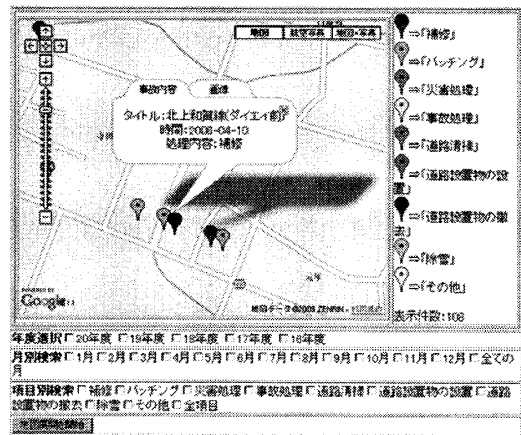 地図 航空写真 地図+写真
事故内容 画像
タイトル:北上和賀線(ダイエィ前)
時間:2008-04-10
処理内容:補修
POWERED BY
Google
地図データ ©2008 ZENRIN -
⇒『補修』
⇒『パッチング』
⇒『災害処理』
⇒『事故処理』
⇒『道路清掃』
⇒『道路設置物の設
置』
⇒『道路設置物の撤
去』
⇒『除雪』
⇒『その他』
表示件数:106
年度選択 20年度 19年度 18年度 17年度 16年度
月別検索 1月 2月 3月 4月 5月 6月 7月 8月 9月 10月 11月 12月 全ての
月
項目別検索 補修 パッチング 災害処理 事故処理 道路清掃 道路設置物の設置 道路
設置物の撤去 除雪 その他 全項目